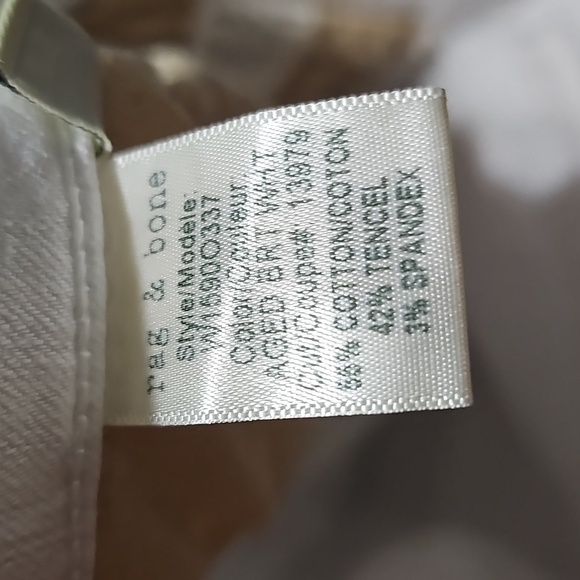 rag & bone
Style/Modele:
W1590O337
Color/Couleur
AGED BRT WHT
Cut/Coupe# 13979
55% COTTON/COTON
42% TENCEL
3% SPANDEX